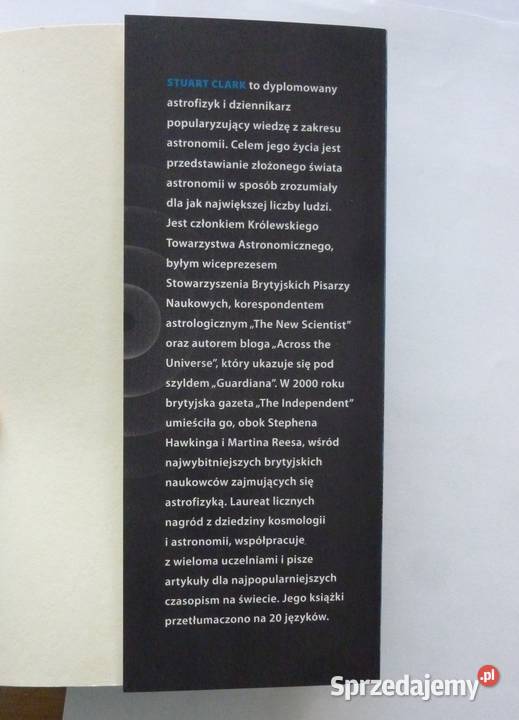 STUART CLARK to dyplomowany
astrofizyk i dziennikarz
popularyzujący wiedzę z zakresu
astronomii. Celem jego życia jest
przedstawianie złożonego świata
astronomii w sposób zrozumiały
dla jak największej liczby ludzi.
Jest członkiem Królewskiego
Towarzystwa Astronomicznego,
byłym wiceprezesem
Stowarzyszenia Brytyjskich Pisarzy
Naukowych, korespondentem
astrologicznym „The New Scientist”
oraz autorem bloga „Across the
Universe”, który ukazuje się pod
szyldem „Guardiana”. W 2000 roku
brytyjska gazeta „The Independent”
umieściła go, obok Stephena
Hawkinga i Martina Reesa, wśród
najwybitniejszych brytyjskich
naukowców zajmujących się
astrofizyką. Laureat licznych
nagród z dziedziny kosmologii
i astronomii, współpracuje
z wieloma uczelniami i pisze
artykuły dla najpopularniejszych
czasopism na świecie. Jego książki
przetłumaczono na 20 języków.
Sprzedajemy.pl